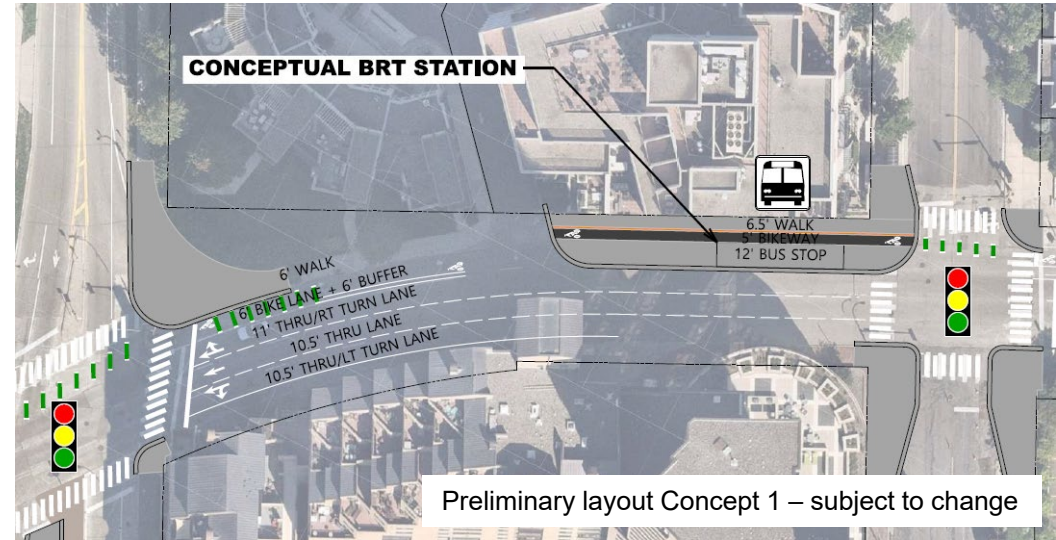 CONCEPTUAL BRT STATION
6.5' WALK
5' BIKEWAY
12' BUS STOP
6' WALK
6' BIKE LANE + 6' BUFFER
11' THRU/RT TURN LANE
10.5' THRU LANE
10.5' THRU/LT TURN LANE
Preliminary layout Concept 1 – subject to change